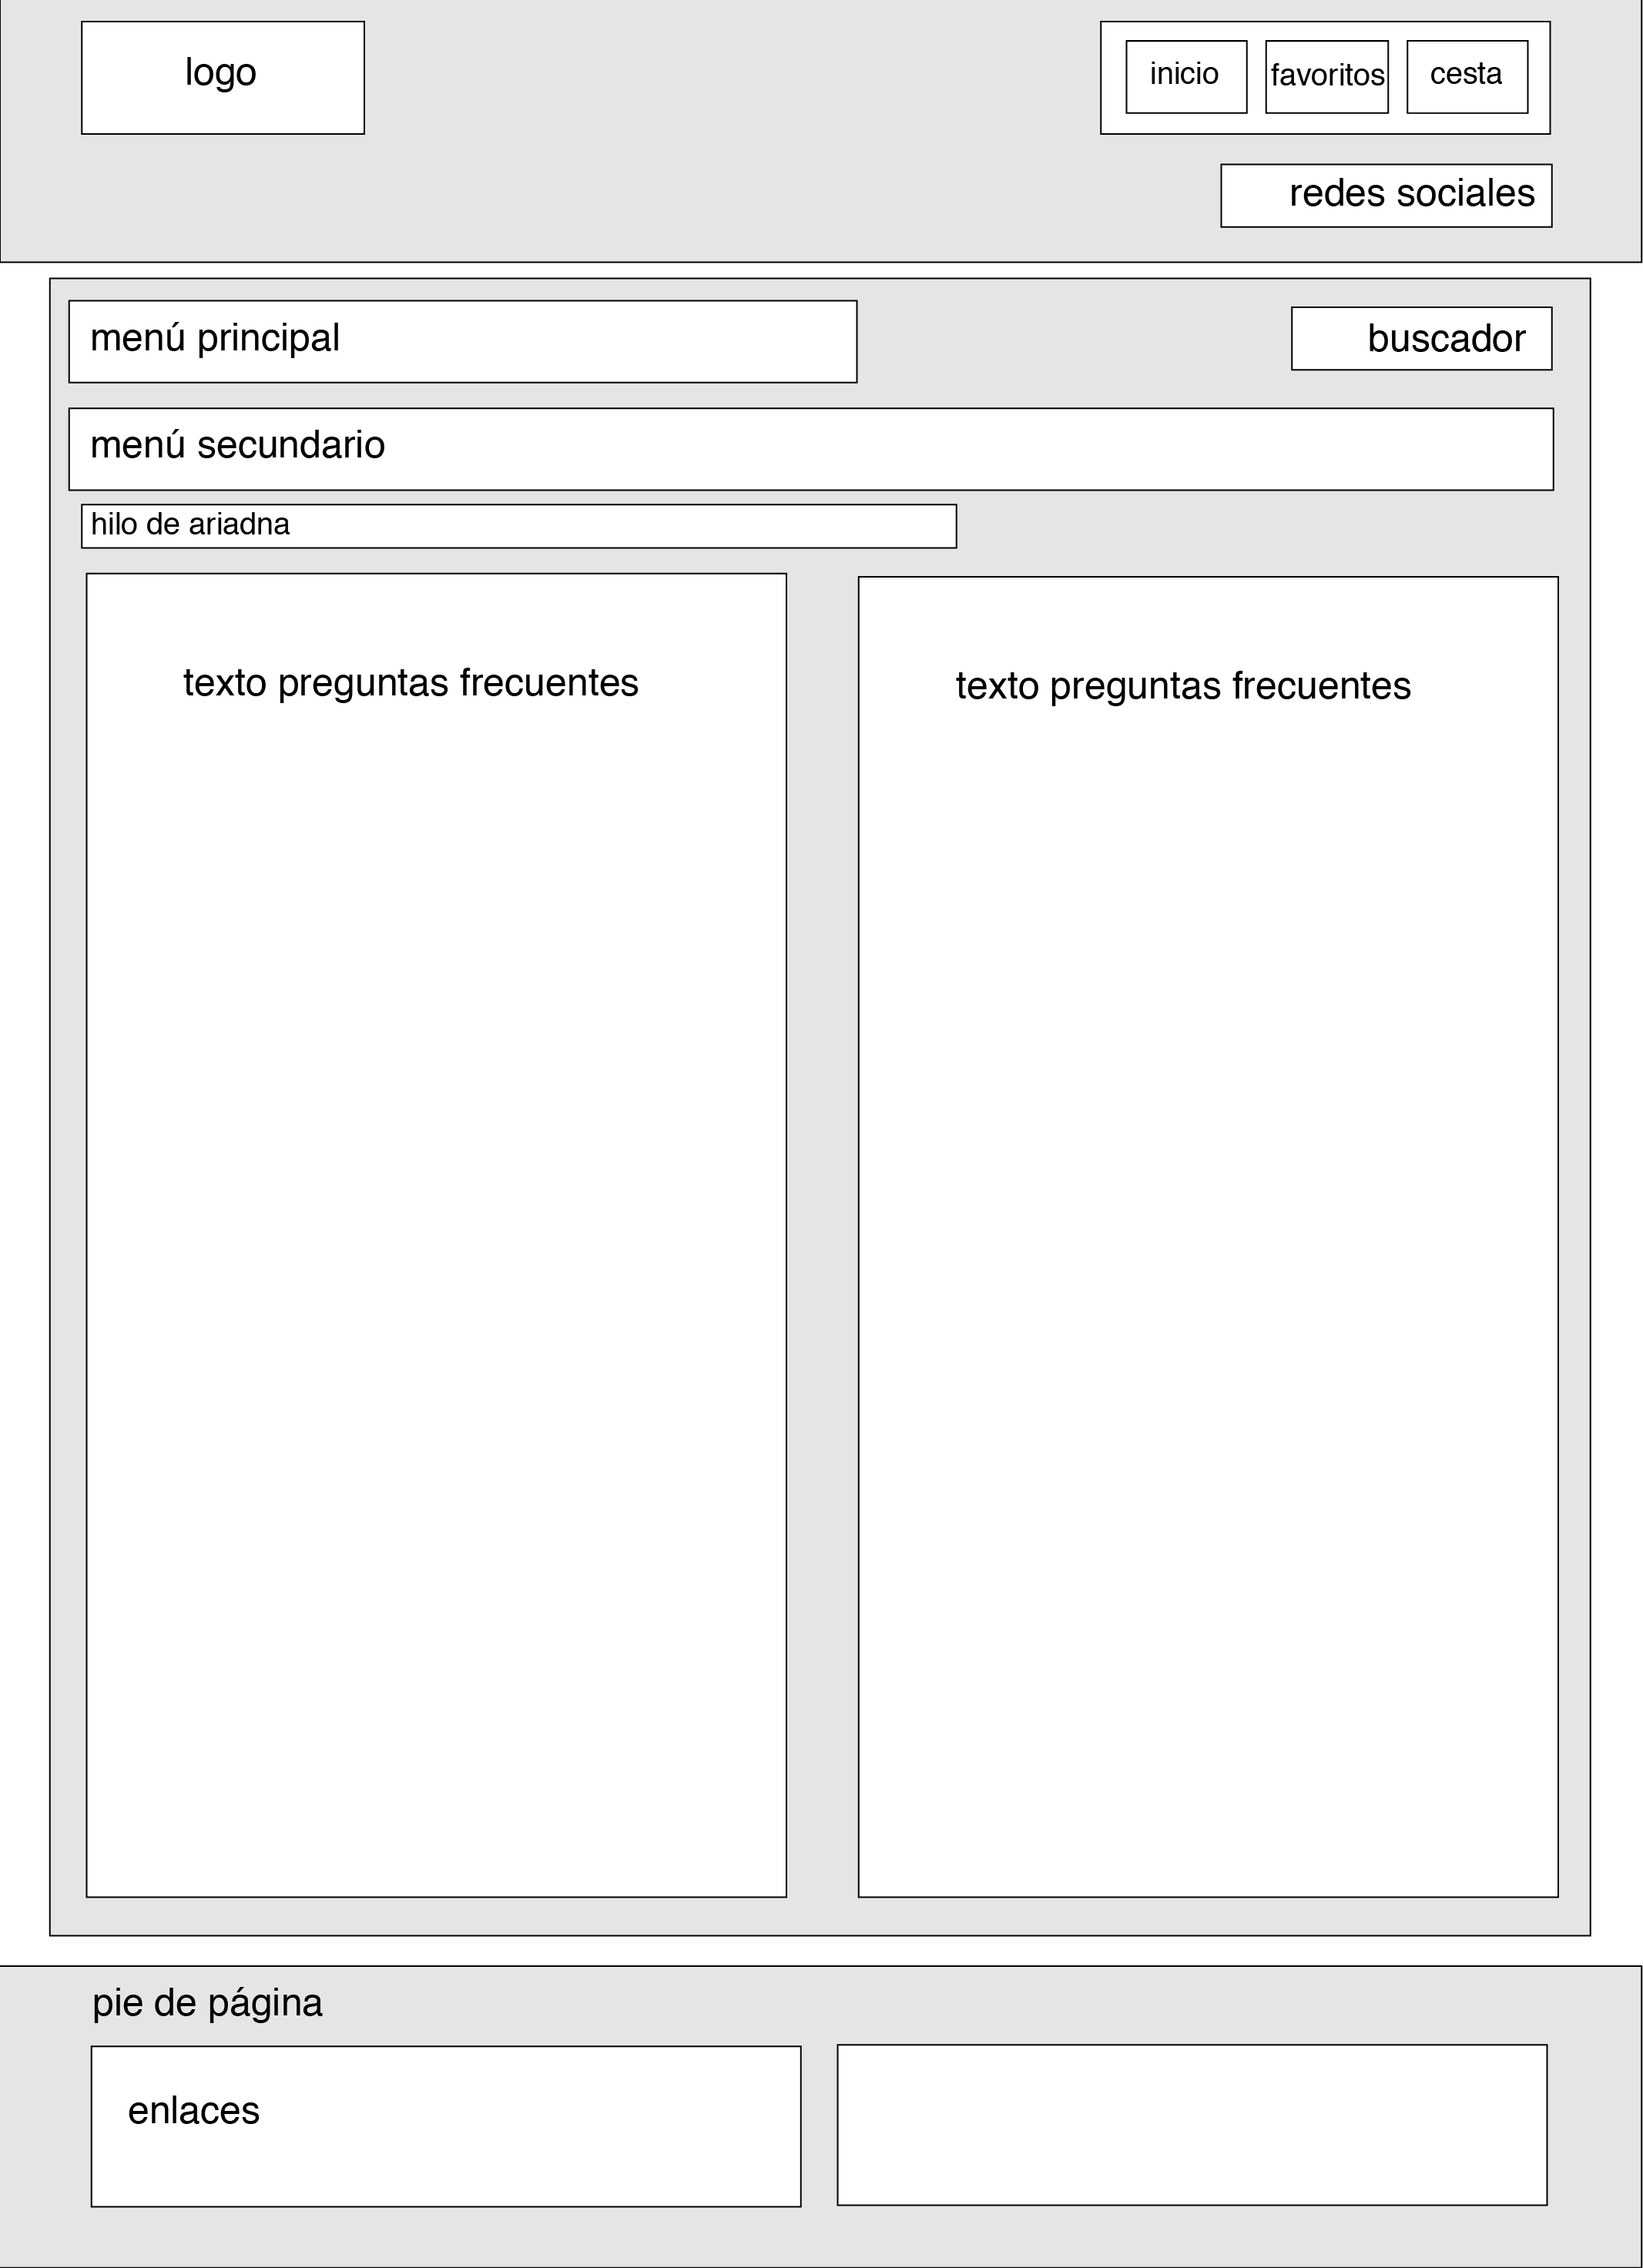 logo
inicio
favoritos
cesta
redes sociales
menú principal
buscador
menú secundario
hilo de ariadna
texto preguntas frecuentes
texto preguntas frecuentes
pie de página
enlaces